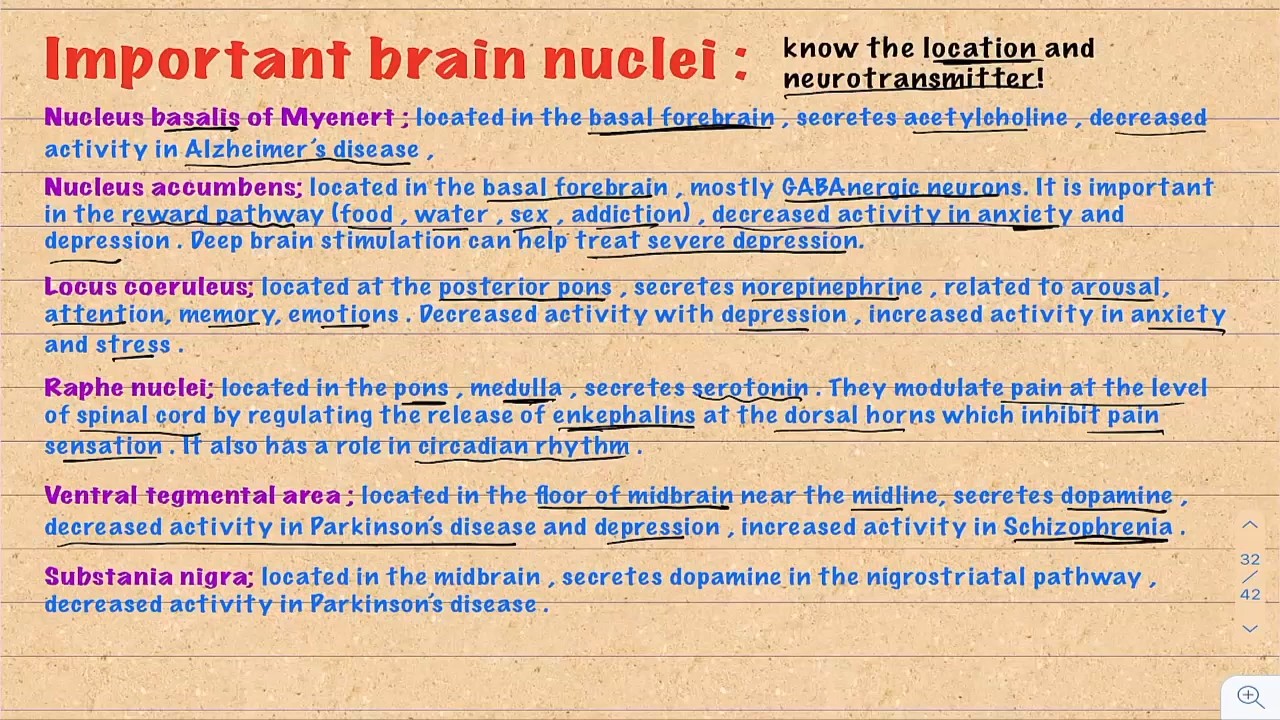 Important brain nuclei :
know the location and
neurotransmitter!
Nucleus basalis of Myenert ; located in the basal forebrain , secretes acetylcholine , decreased
activity in Alzheimer's disease ,
Nucleus accumbens; located in the basal forebrain , mostly GABAnergic neurons. It is important
in the reward pathway (food , water , sex , addiction) , decreased activity in anxiety and
depression . Deep brain stimulation can help treat severe depression.
Locus coeruleus; located at the posterior pons , secretes norepinephrine , related to arousal,
attention, memory, emotions . Decreased activity with depression , increased activity in anxiety
and stress .
Raphe nuclei; located in the pons , medulla , secretes serotonin . They modulate pain at the level
of spinal cord by regulating the release of enkephalins at the dorsal horns which inhibit pain
sensation . It also has a role in circadian rhythm .
Ventral tegmental area ; located in the floor of midbrain near the midline, secretes dopamine ,
decreased activity in Parkinson's disease and depression , increased activity in Schizophrenia .
Substania nigra; located in the midbrain , secretes dopamine in the nigrostriatal pathway ,
decreased activity in Parkinson's disease .
32
/
42